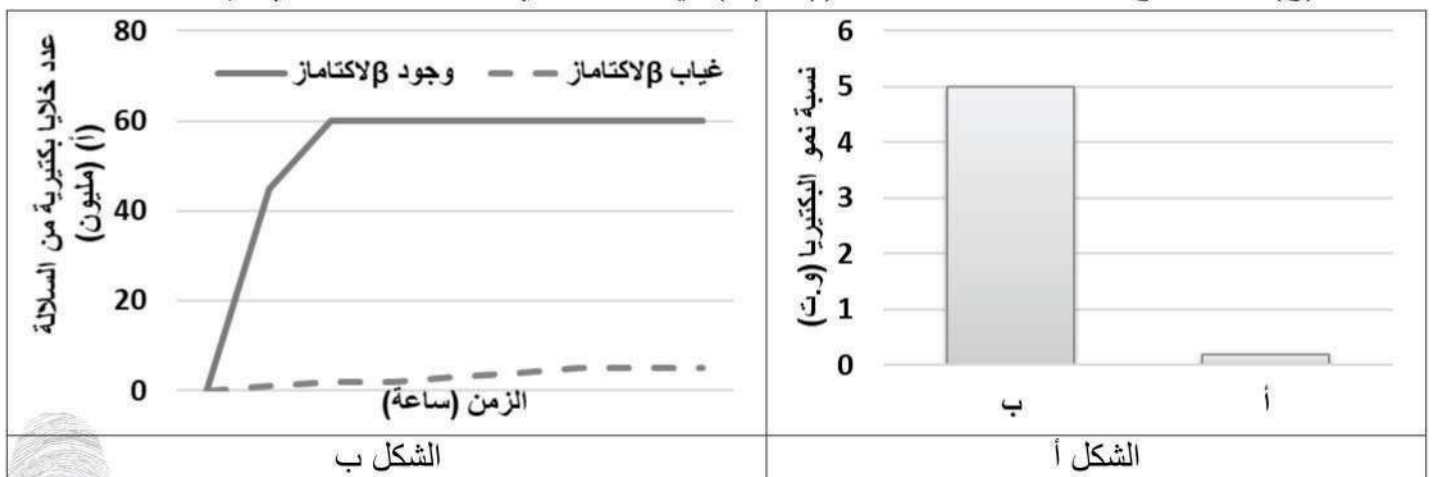 6
5
4
3
2
1
0
نسبة نمو البكتيريا (و.ت)
ب
أ
الشكل أ
80
60
40
20
0
عدد خلايا بكتيرية من السلالة
(أ) (مليون)
وجود βلاكتاماز
غياب βلاكتاماز
الزمن (ساعة)
الشكل ب